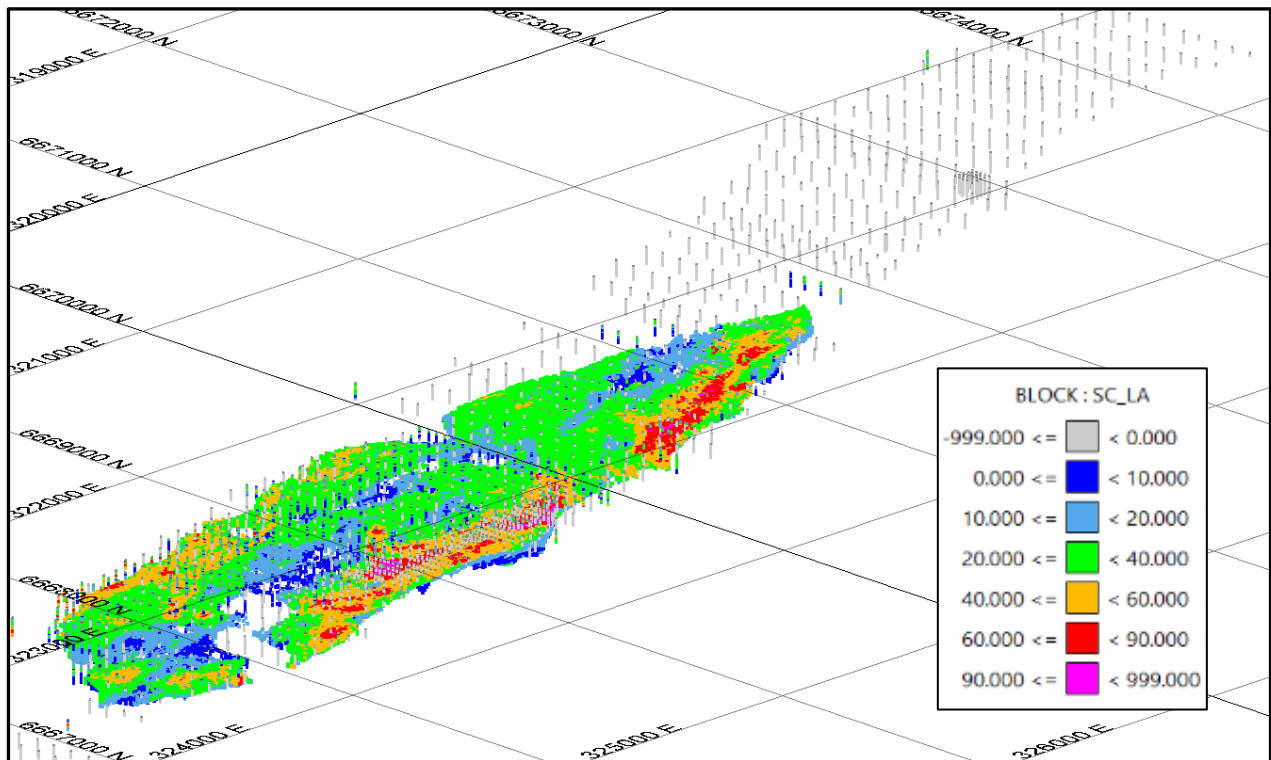 6672000 N
6673000 N
6674000 N
319000 E
6671000 N
320000 E
6670000 N
321000 E
6669000 N
322000 E
6668000 N
323000 E
6667000 N
324000 E
325000 E
326000 E
BLOCK : SC_LA
-999.000 <= < 0.000
0.000 <= < 10.000
10.000 <= < 20.000
20.000 <= < 40.000
40.000 <= < 60.000
60.000 <= < 90.000
90.000 <= < 999.000